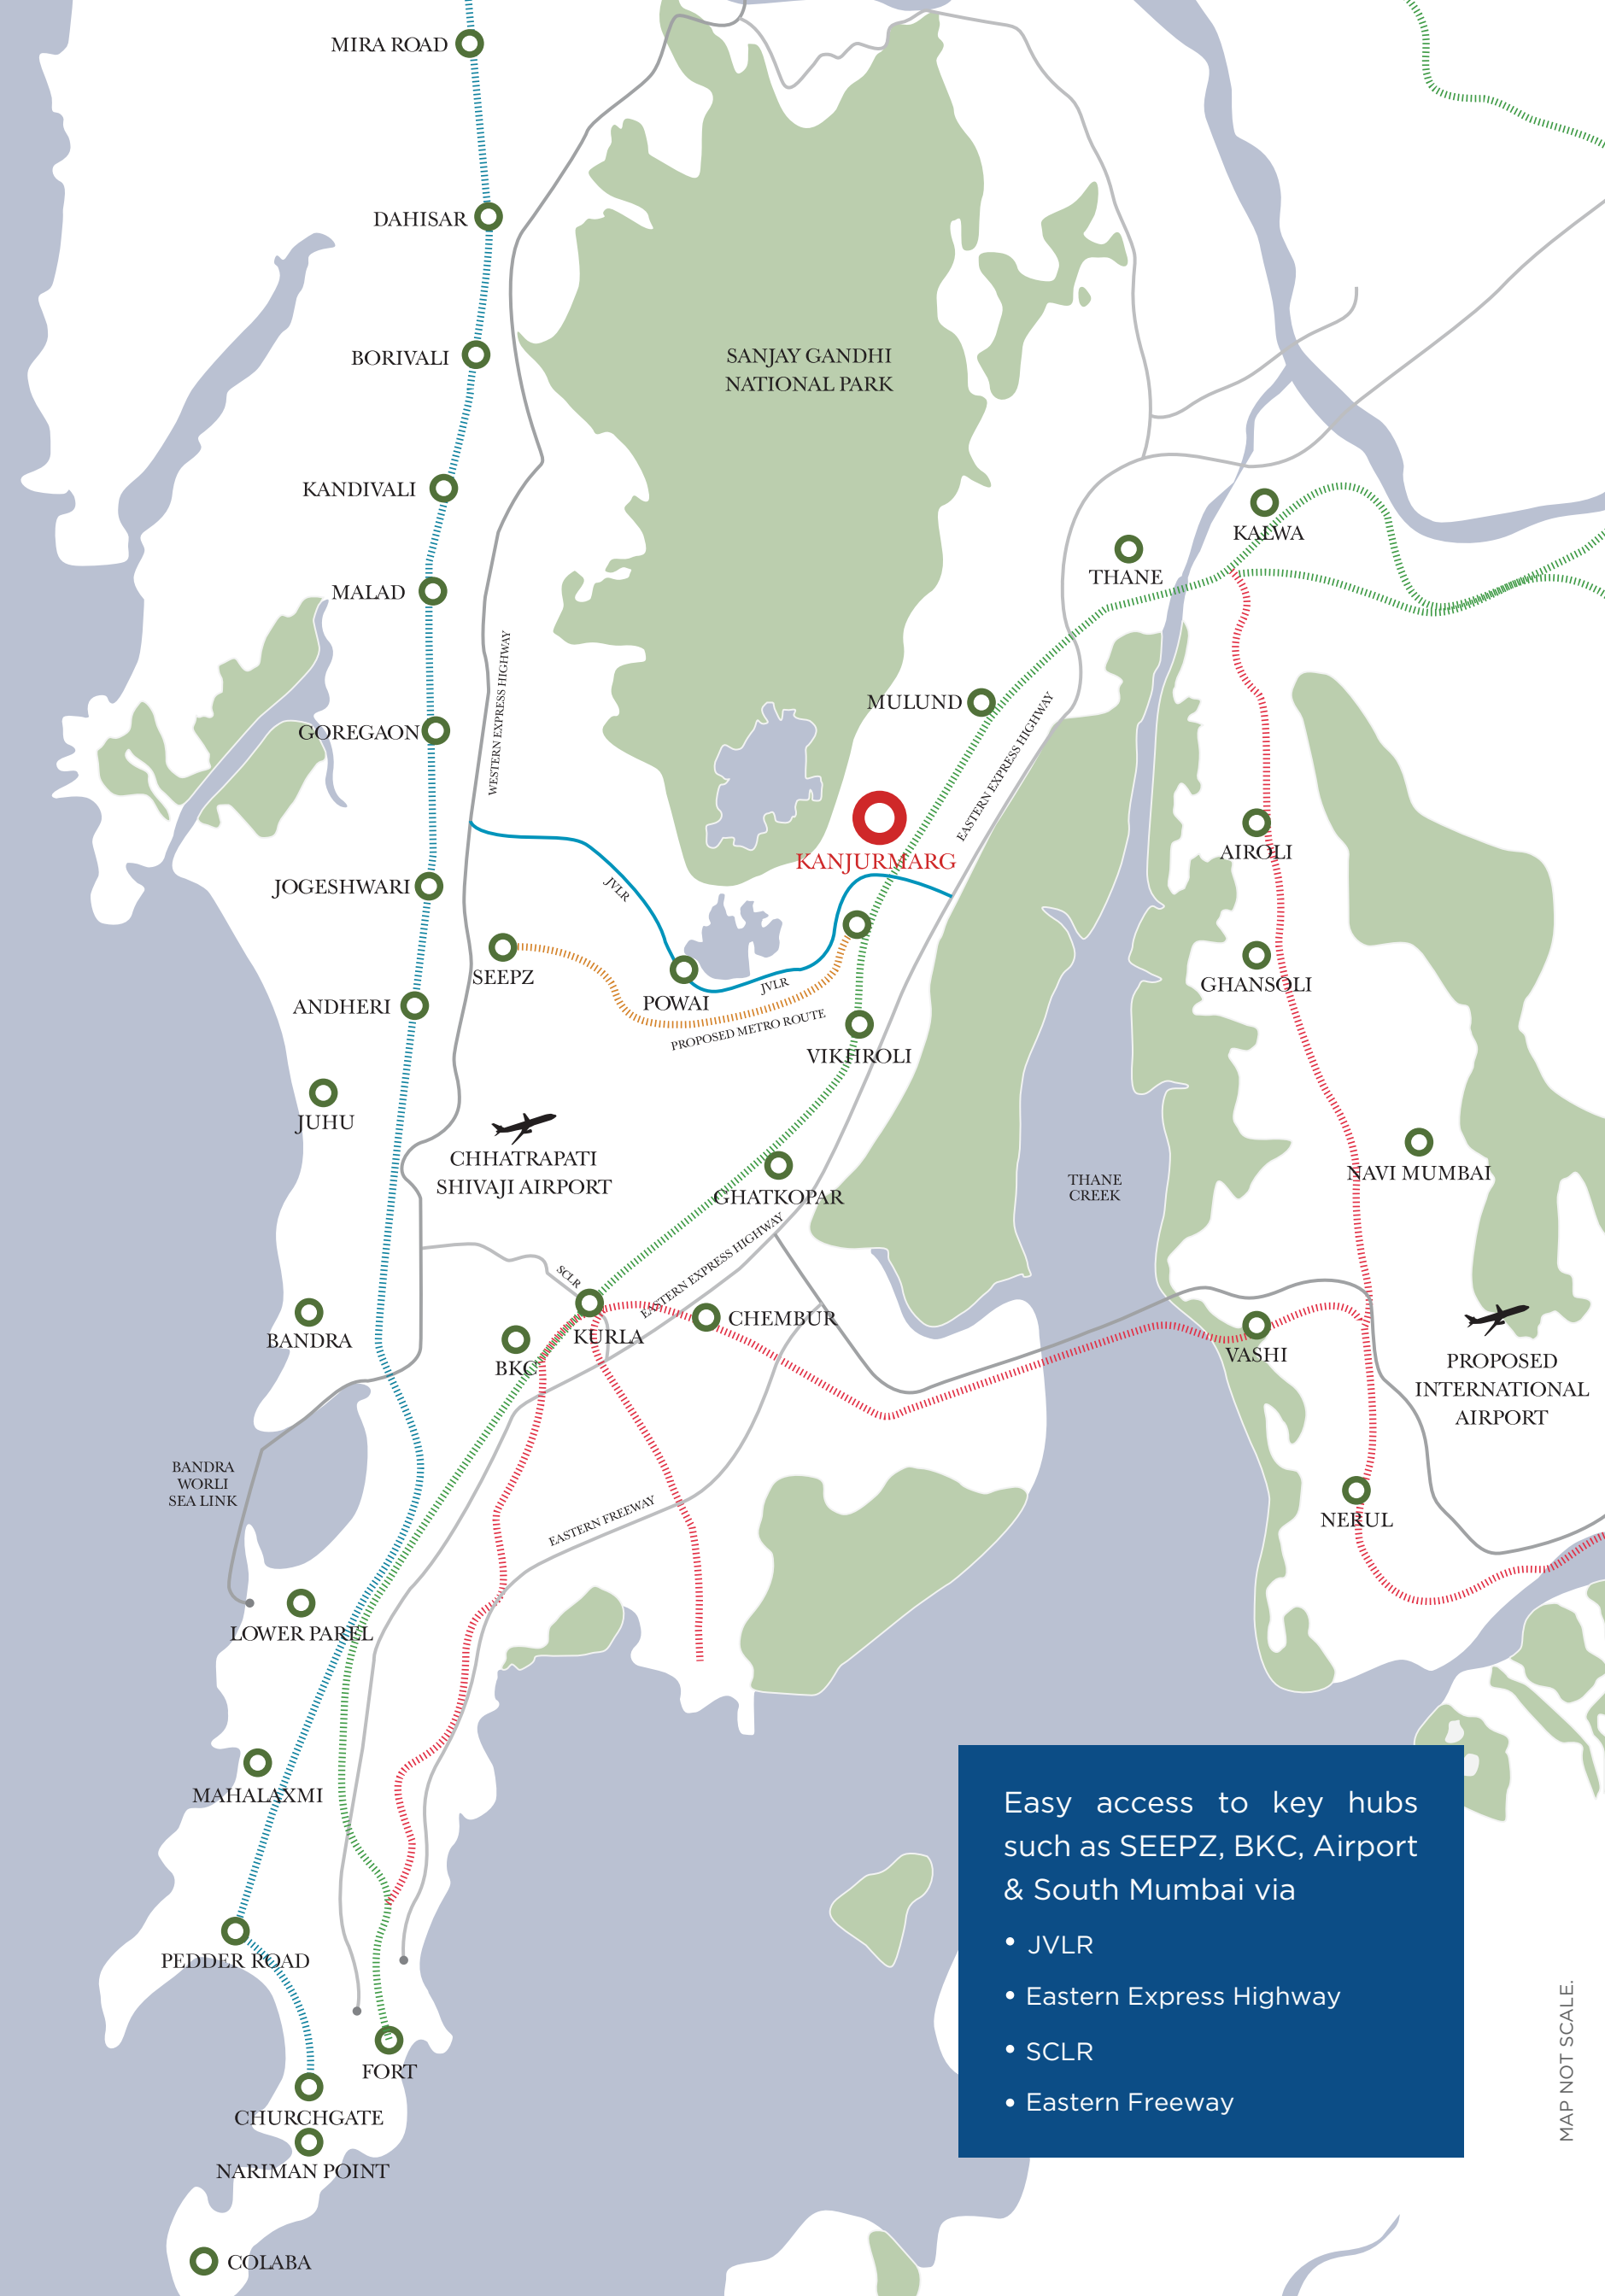 MIRA ROAD
DAHISAR
BORIVALI
SANJAY GANDHI
NATIONAL PARK
KANDIVALI
KALWA
THANE
MALAD
WESTERN EXPRESS HIGHWAY
MULUND
EASTERN EXPRESS HIGHWAY
GOREGAON
KANJURMARG
AIROLI
JOGESHWARI
JVLR
SEEPZ
POWAI
JVLR
PROPOSED METRO ROUTE
GHANSOLI
ANDHERI
VIKHROLI
JUHU
CHHATRAPATI
SHIVAJI AIRPORT
GHATKOPAR
THANE
CREEK
NAVI MUMBAI
EASTERN EXPRESS HIGHWAY
SCLR
BANDRA
BKC
KURLA
CHEMBUR
VASHI
PROPOSED
INTERNATIONAL
AIRPORT
BANDRA
WORLI
SEA LINK
EASTERN FREEWAY
NERUL
LOWER PAREL
MAHALAXMI
PEDDER ROAD
FORT
CHURCHGATE
NARIMAN POINT
COLABA
Easy access to key hubs
such as SEEPZ, BKC, Airport
& South Mumbai via
• JVLR
• Eastern Express Highway
• SCLR
• Eastern Freeway
MAP NOT SCALE.